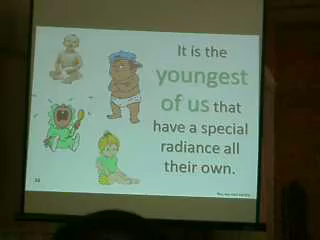 It is the
youngest
of us that
have a special
radiance all
their own.